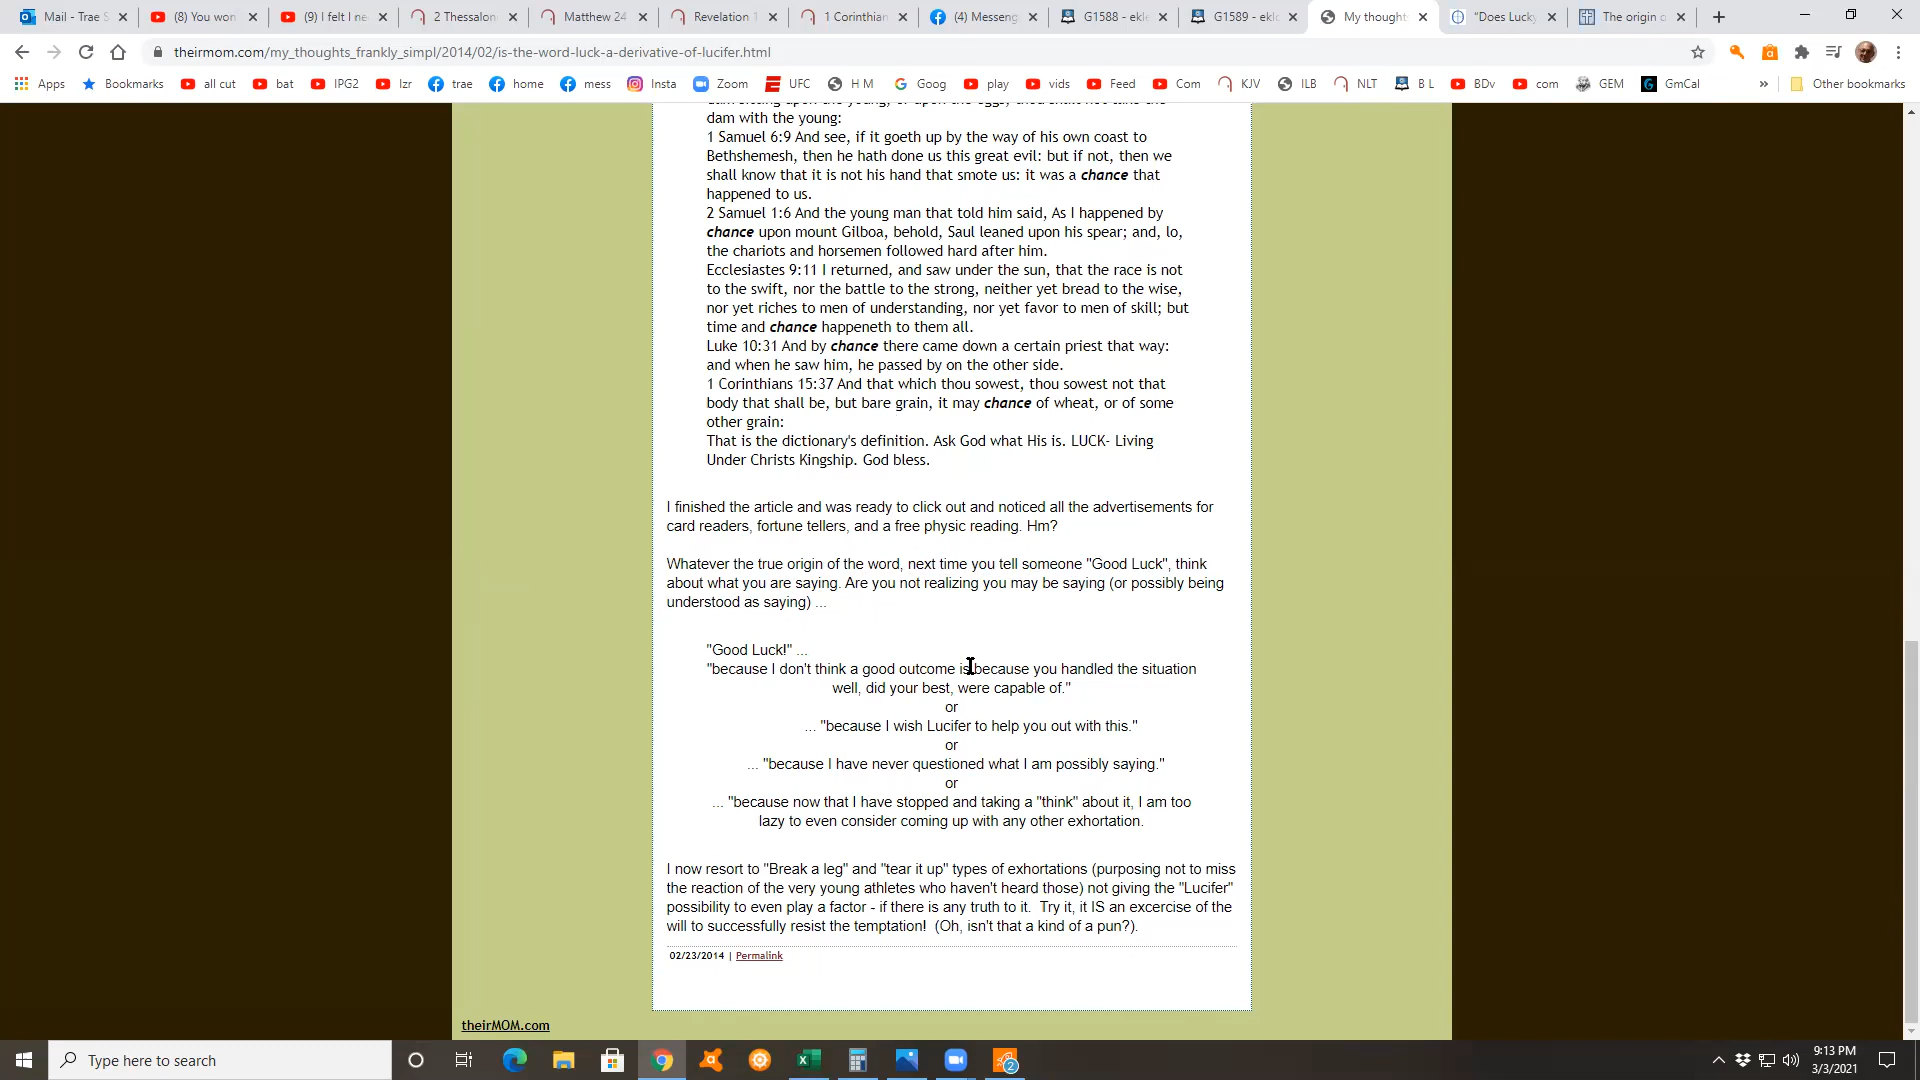 Mail - Trae S
(8) You won
(9) I felt I ne
2 Thessalon
Matthew 24
Revelation 1
1 Corinthian
(4) Messeng
G1588 - ekle
G1589 - eklo
My thought
"Does Lucky
The origin o
theirmom.com/my_thoughts_frankly_simpl/2014/02/is-the-word-luck-a-derivative-of-lucifer.html
Apps
Bookmarks
all cut
bat
IPG2
lzr
trae
home
mess
Insta
Zoom
UFC
H M
Goog
play
vids
Feed
Com
KJV
ILB
NLT
B L
BDv
com
GEM
GmCal
»
Other bookmarks
dam with the young:
1 Samuel 6:9 And see, if it goeth up by the way of his own coast to
Bethshemesh, then he hath done us this great evil: but if not, then we
shall know that it is not his hand that smote us: it was a chance that
happened to us.
2 Samuel 1:6 And the young man that told him said, As I happened by
chance upon mount Gilboa, behold, Saul leaned upon his spear; and, lo,
the chariots and horsemen followed hard after him.
Ecclesiastes 9:11 I returned, and saw under the sun, that the race is not
to the swift, nor the battle to the strong, neither yet bread to the wise,
nor yet riches to men of understanding, nor yet favor to men of skill; but
time and chance happeneth to them all.
Luke 10:31 And by chance there came down a certain priest that way:
and when he saw him, he passed by on the other side.
1 Corinthians 15:37 And that which thou sowest, thou sowest not that
body that shall be, but bare grain, it may chance of wheat, or of some
other grain:
That is the dictionary's definition. Ask God what His is. LUCK- Living
Under Christs Kingship. God bless.
I finished the article and was ready to click out and noticed all the advertisements for
card readers, fortune tellers, and a free physic reading. Hm?
Whatever the true origin of the word, next time you tell someone "Good Luck", think
about what you are saying. Are you not realizing you may be saying (or possibly being
understood as saying) ...
"Good Luck!" ...
"because I don't think a good outcome is because you handled the situation
well, did your best, were capable of."
or
... "because I wish Lucifer to help you out with this."
or
... "because I have never questioned what I am possibly saying."
or
... "because now that I have stopped and taking a "think" about it, I am too
lazy to even consider coming up with any other exhortation.
I now resort to "Break a leg" and "tear it up" types of exhortations (purposing not to miss
the reaction of the very young athletes who haven't heard those) not giving the "Lucifer"
possibility to even play a factor - if there is any truth to it. Try it, it IS an excercise of the
will to successfully resist the temptation! (Oh, isn't that a kind of a pun?).
02/23/2014 | Permalink
theirMOM.com
Type here to search
2
9:13 PM
3/3/2021